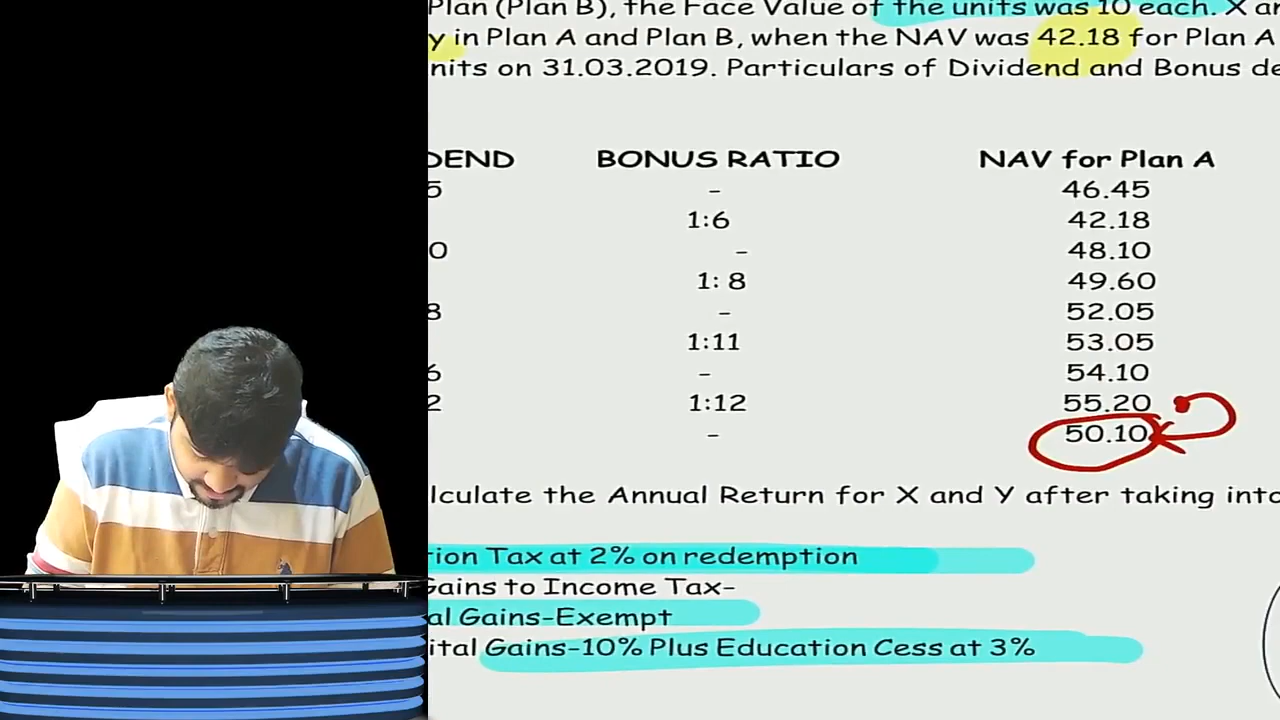 Plan (Plan B), the Face Value of the units was 10 each. X
y in Plan A and Plan B, when the NAV was 42.18 for Plan A
nits on 31.03.2019. Particulars of Dividend and Bonus de
DEND BONUS RATIO NAV for Plan A
5 - 46.45
1:6 42.18
0 - 48.10
1: 8 49.60
8 - 52.05
1:11 53.05
6 - 54.10
2 1:12 55.20
- 50.10
lculate the Annual Return for X and Y after taking into
tion Tax at 2% on redemption
Gains to Income Tax-
al Gains-Exempt
ital Gains-10% Plus Education Cess at 3%